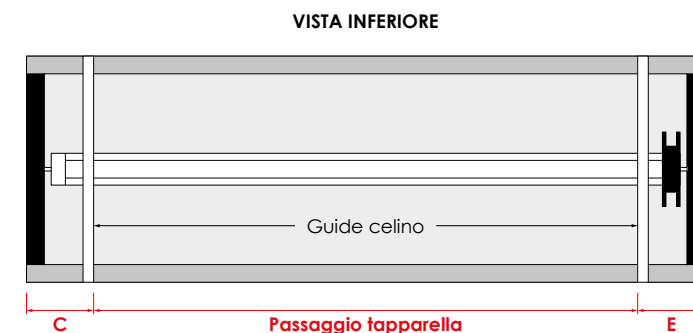 VISTA INFERIORE
Guide celino
C
Passaggio tapparella
E